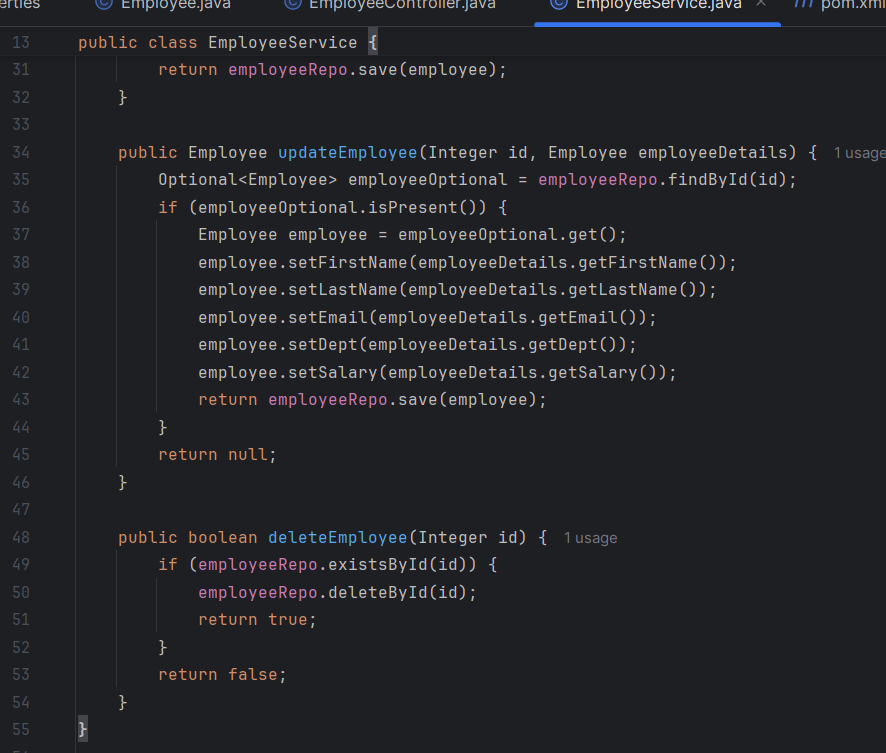 erties Employee.java EmployeeController.java EmployeeService.java × pom.xml
13 public class EmployeeService {
31 return employeeRepo.save(employee);
32 }
33
34 public Employee updateEmployee(Integer id, Employee employeeDetails) { 1 usage
35 Optional<Employee> employeeOptional = employeeRepo.findById(id);
36 if (employeeOptional.isPresent()) {
37 Employee employee = employeeOptional.get();
38 employee.setFirstName(employeeDetails.getFirstName());
39 employee.setLastName(employeeDetails.getLastName());
40 employee.setEmail(employeeDetails.getEmail());
41 employee.setDept(employeeDetails.getDept());
42 employee.setSalary(employeeDetails.getSalary());
43 return employeeRepo.save(employee);
44 }
45 return null;
46 }
47
48 public boolean deleteEmployee(Integer id) { 1 usage
49 if (employeeRepo.existsById(id)) {
50 employeeRepo.deleteById(id);
51 return true;
52 }
53 return false;
54 }
55 }